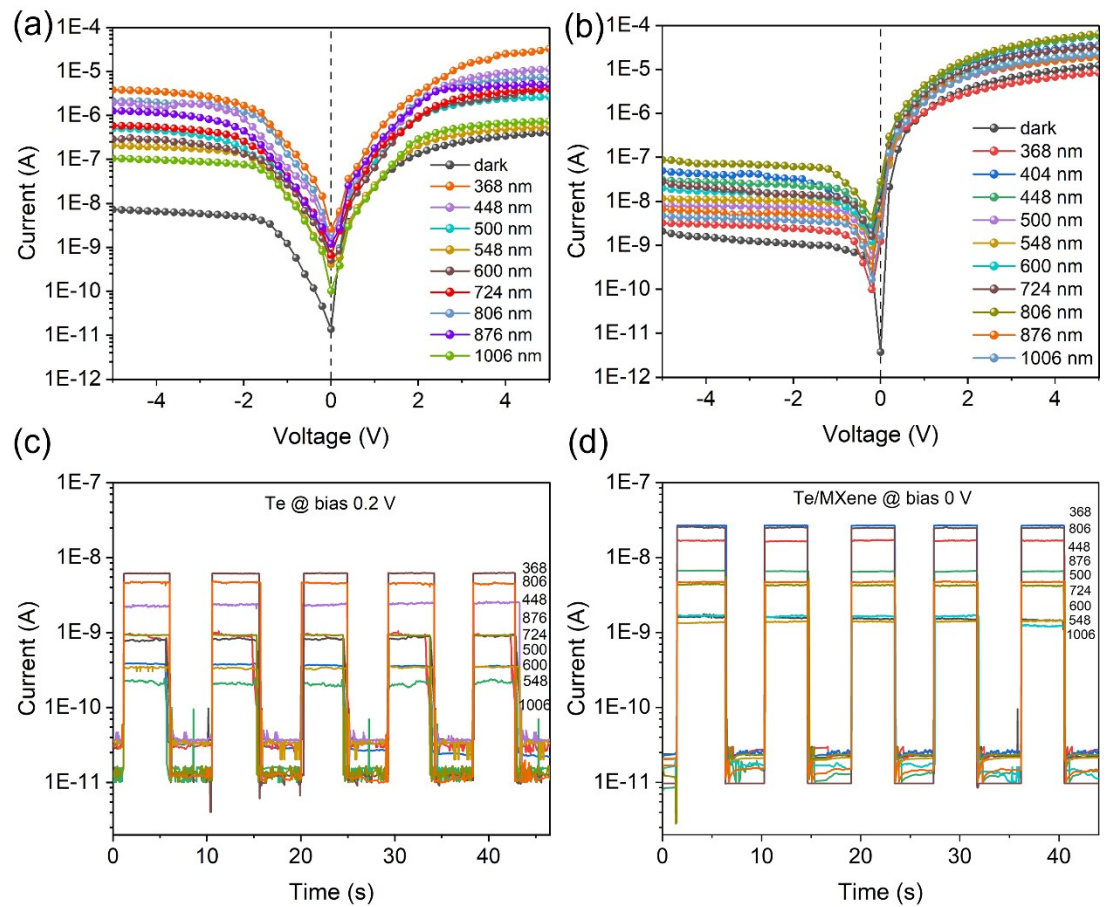 (a)
1E-4
1E-5
1E-6
1E-7
1E-8
1E-9
1E-10
1E-11
1E-12
Current (A)
dark
368 nm
448 nm
500 nm
548 nm
600 nm
724 nm
806 nm
876 nm
1006 nm
-4 -2 0 2 4
Voltage (V)
(b)
1E-4
1E-5
1E-6
1E-7
1E-8
1E-9
1E-10
1E-11
1E-12
Current (A)
dark
368 nm
404 nm
448 nm
500 nm
548 nm
600 nm
724 nm
806 nm
876 nm
1006 nm
-4 -2 0 2 4
Voltage (V)
(c)
1E-7
1E-8
1E-9
1E-10
1E-11
Current (A)
Te @ bias 0.2 V
368
806
448
876
724
500
600
548
1006
0 10 20 30 40
Time (s)
(d)
1E-7
1E-8
1E-9
1E-10
1E-11
Current (A)
Te/MXene @ bias 0 V
368
806
448
876
500
724
600
548
1006
0 10 20 30 40
Time (s)